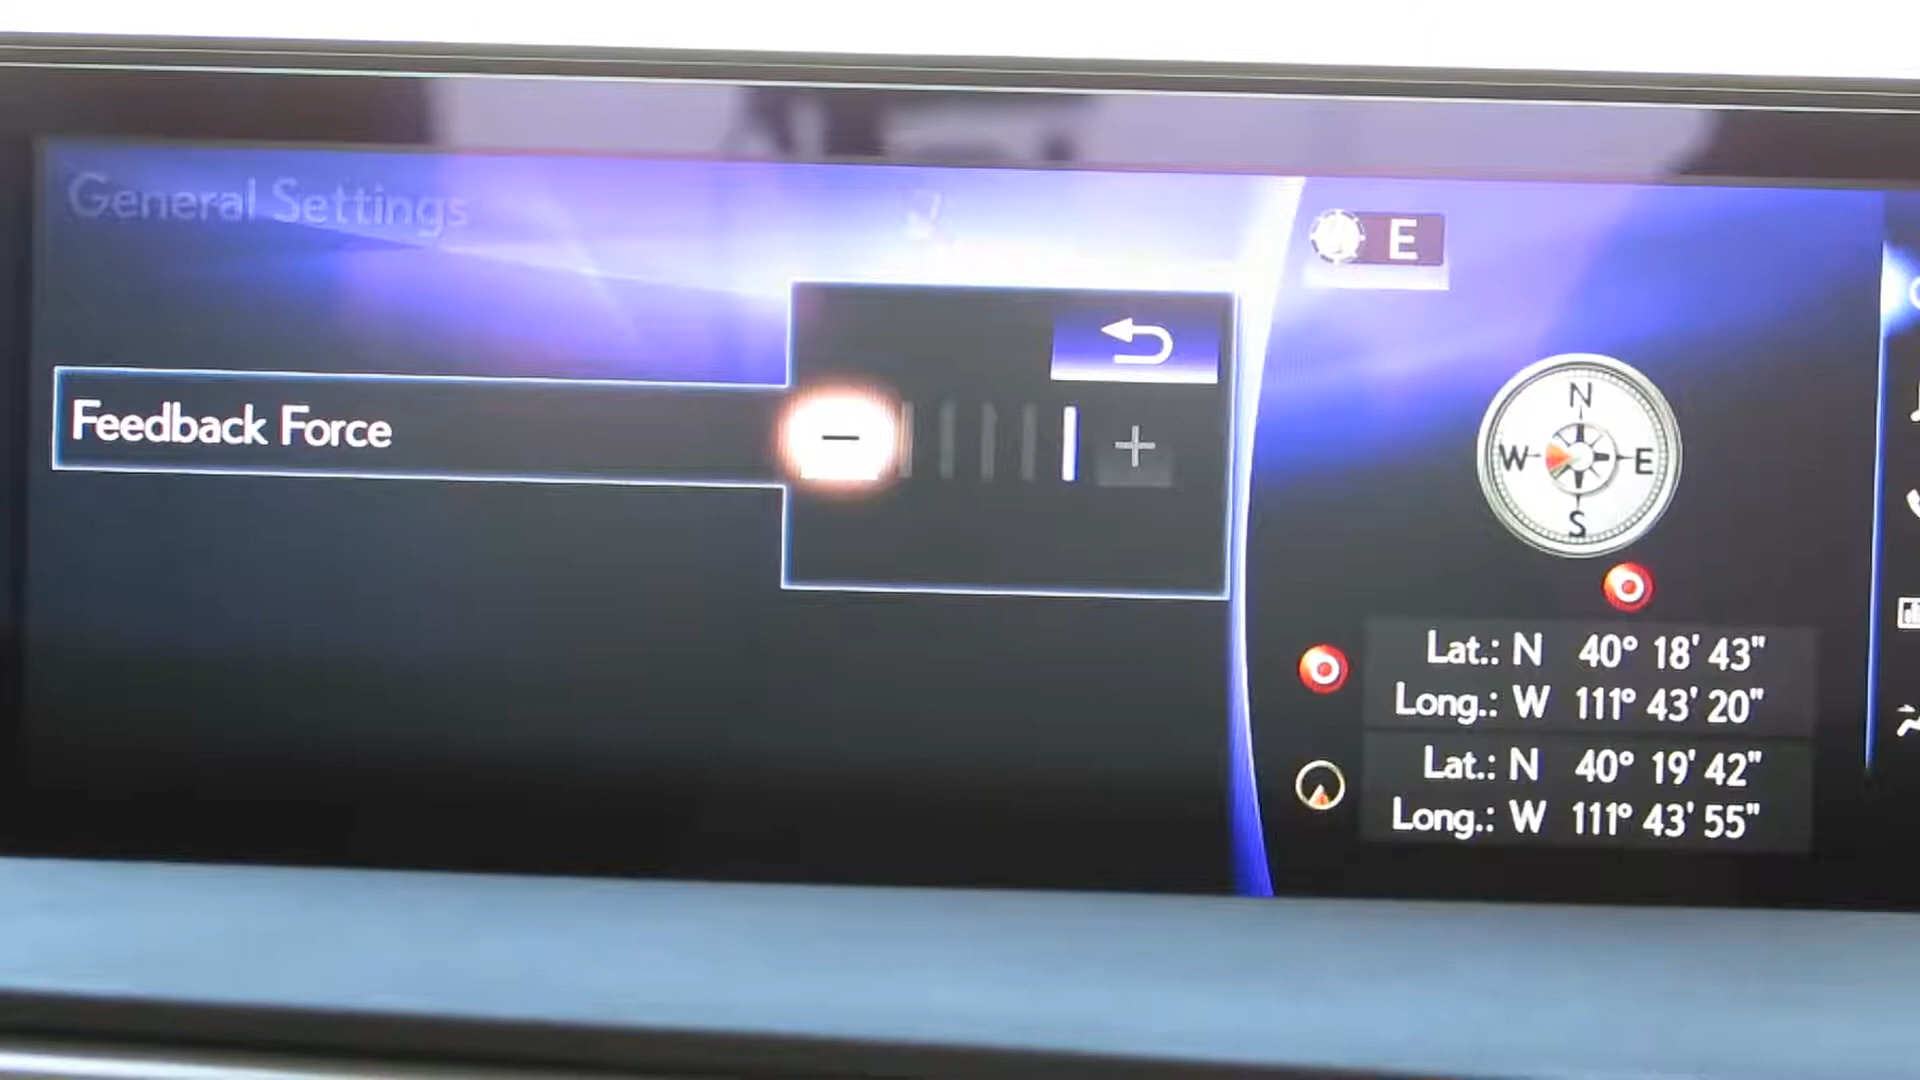 General Settings
E
Feedback Force
− +
N
W E
S
Lat.: N 40° 18' 43"
Long.: W 111° 43' 20"
Lat.: N 40° 19' 42"
Long.: W 111° 43' 55"